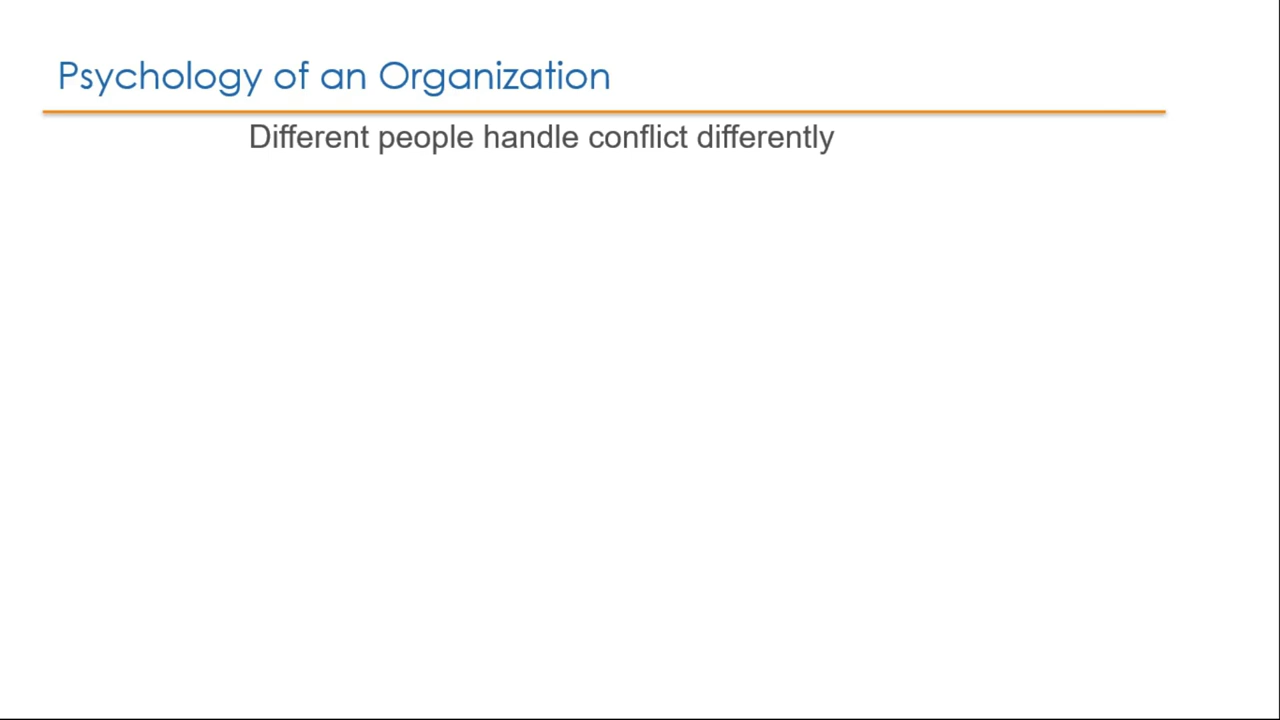 Psychology of an Organization
Different people handle conflict differently